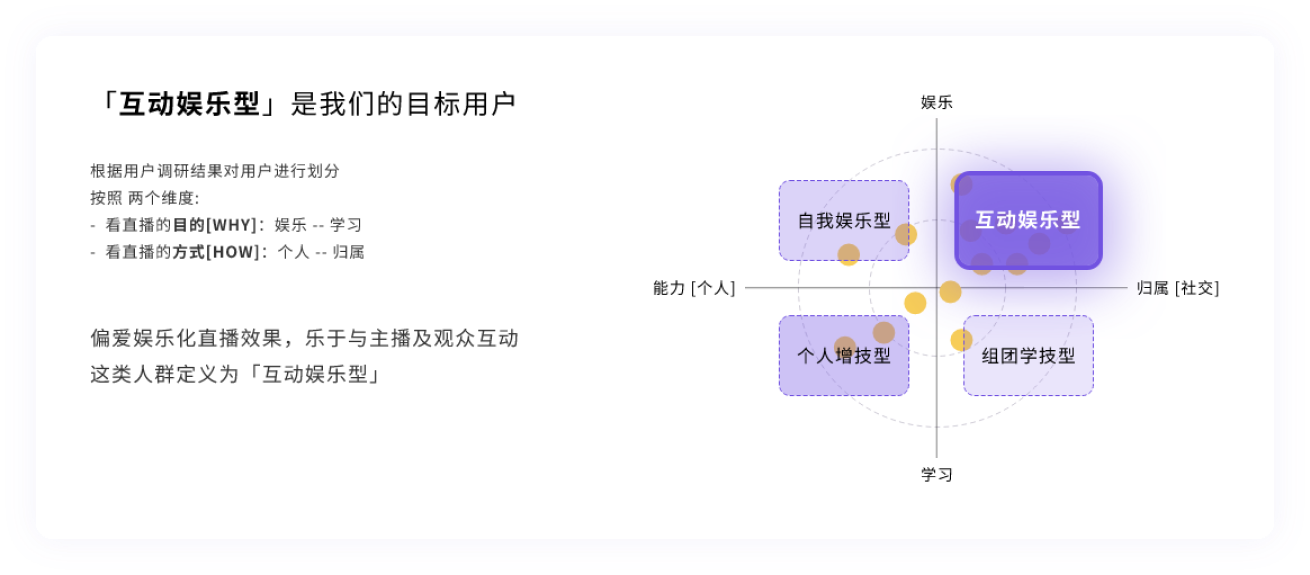 「互动娱乐型」是我们的目标用户
根据用户调研结果对用户进行划分
按照 两个维度:
- 看直播的目的[WHY]：娱乐 -- 学习
- 看直播的方式[HOW]：个人 -- 归属
偏爱娱乐化直播效果，乐于与主播及观众互动
这类人群定义为「互动娱乐型」
娱乐
自我娱乐型
互动娱乐型
能力 [个人]
归属 [社交]
个人增技型
组团学技型
学习